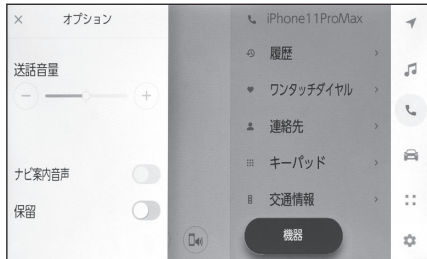 オプション
送話音量
ナビ案内音声
保留
iPhone11ProMax
履歴
ワンタッチダイヤル
連絡先
キーパッド
交通情報
機器